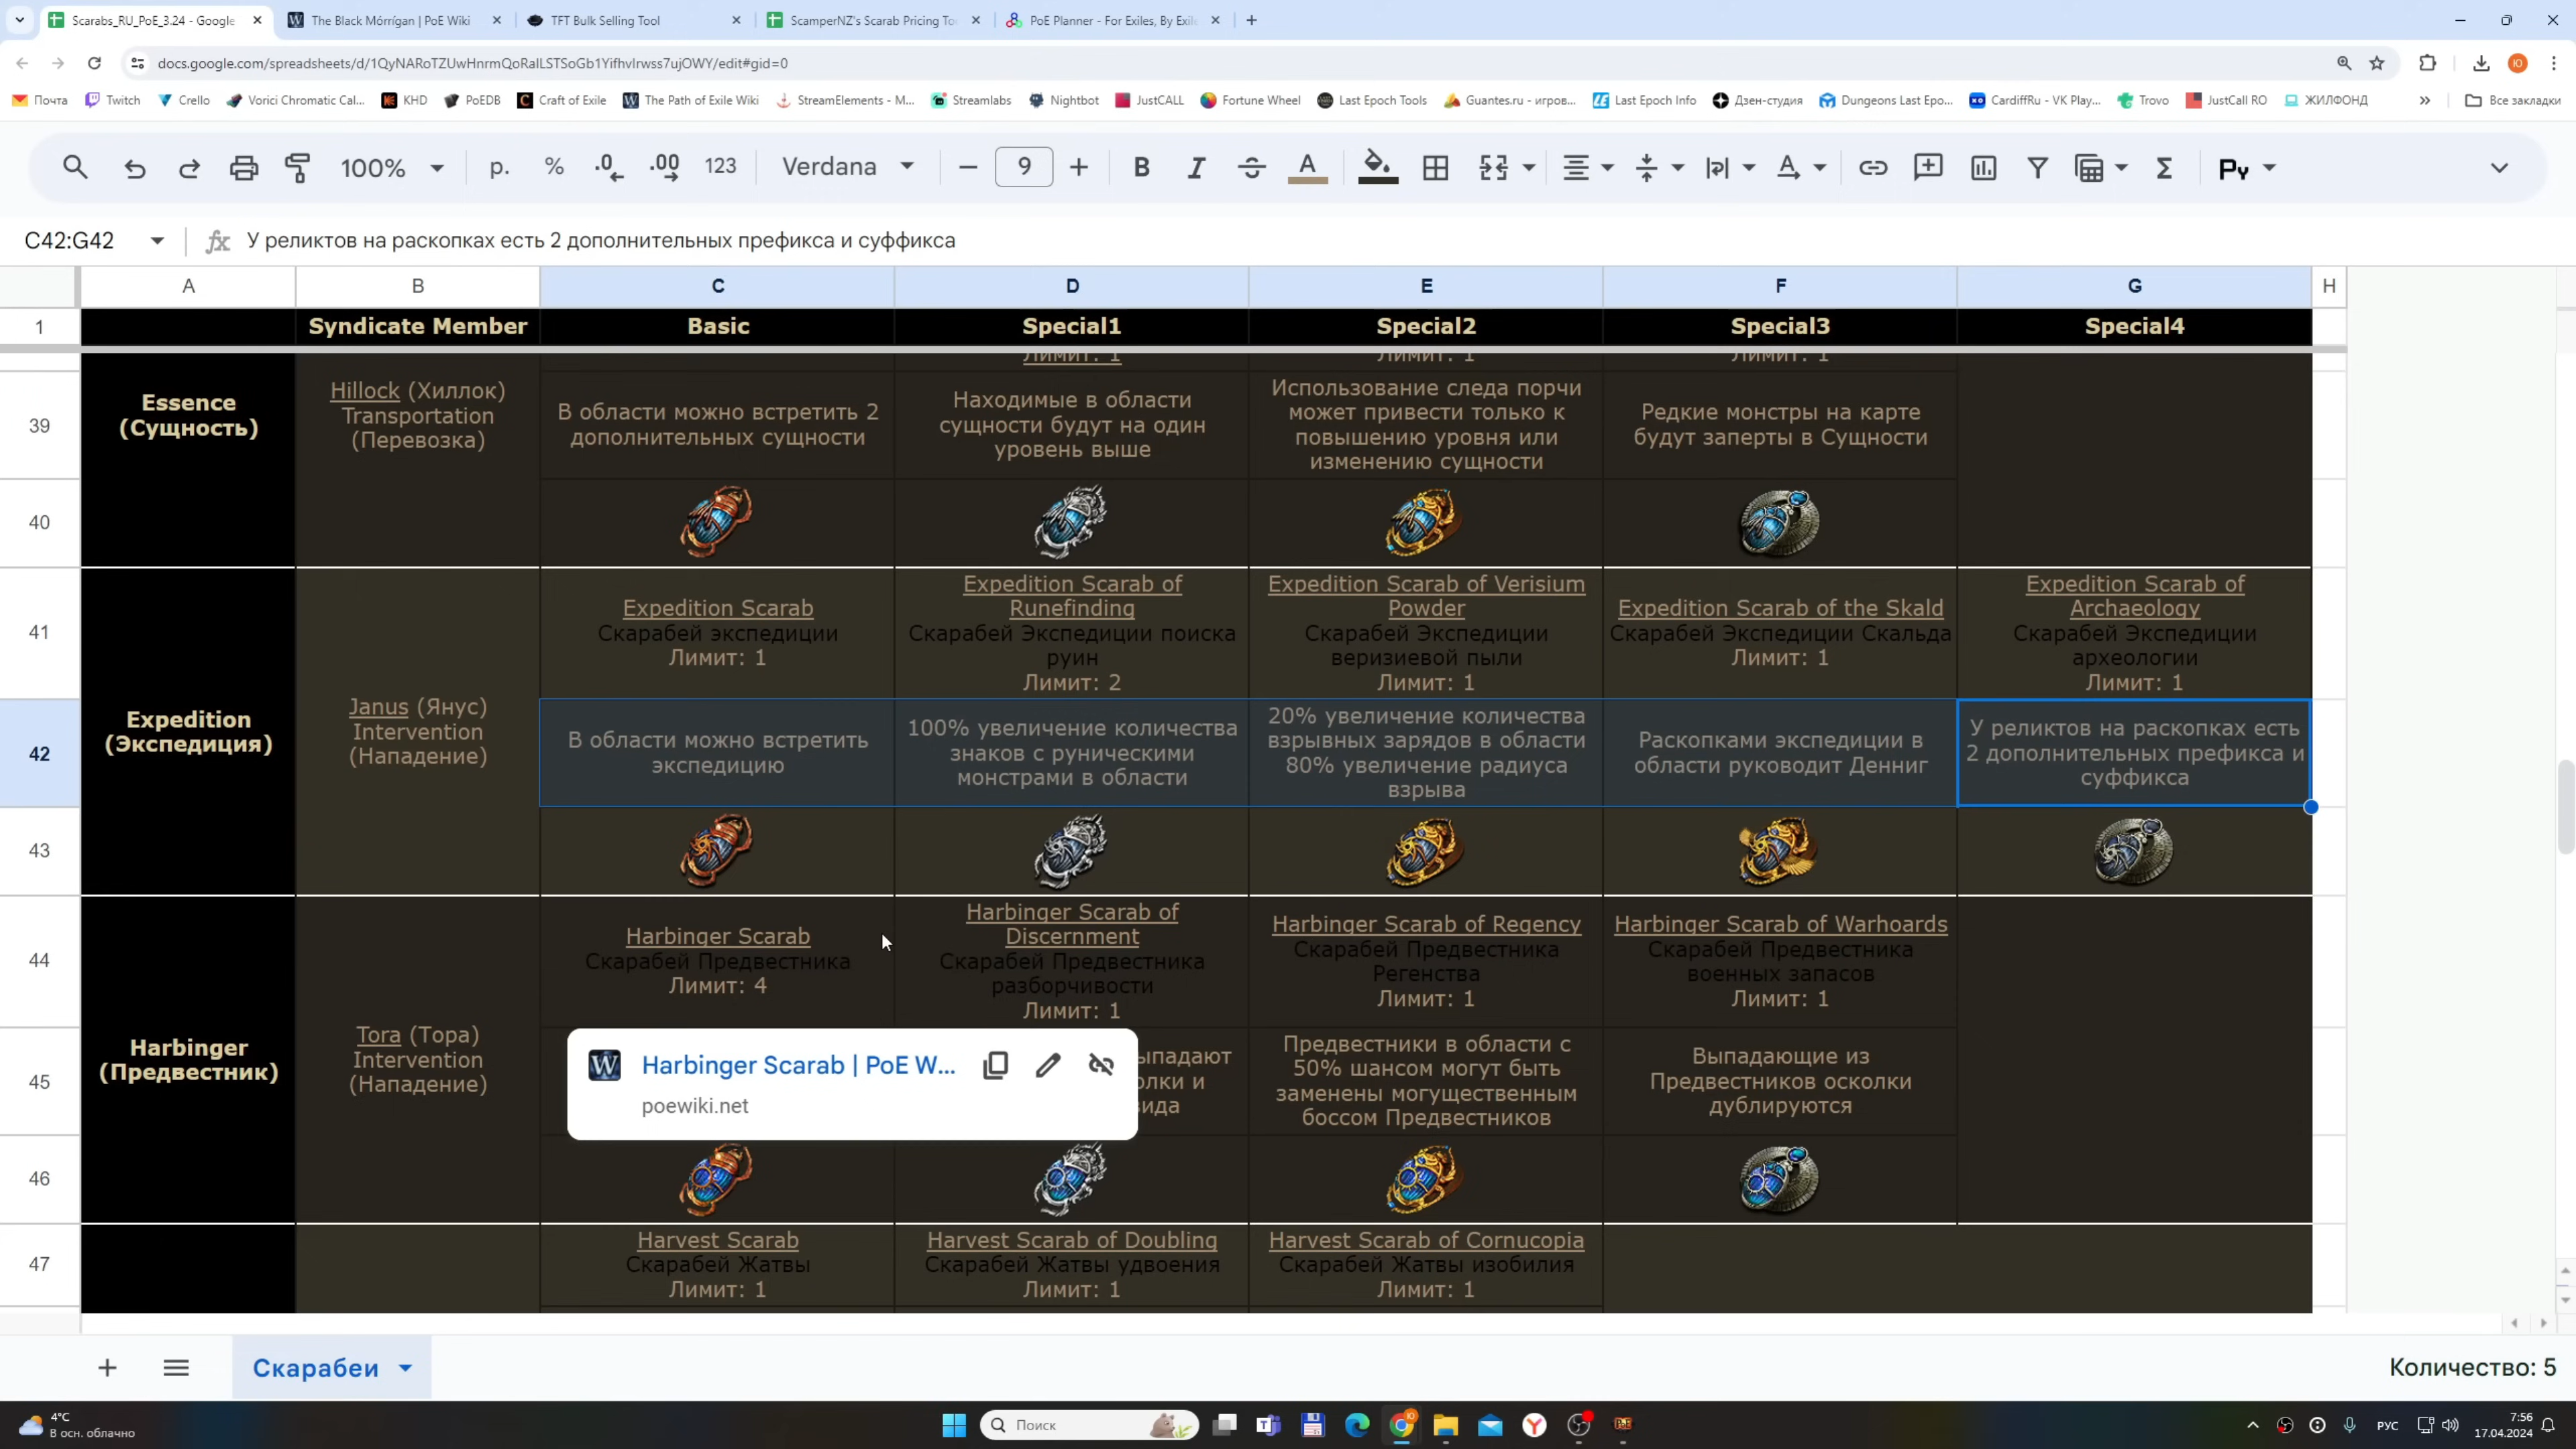 Scarabs_RU_PoE_3.24 - Google
The Black Mórrígan | PoE Wiki
TFT Bulk Selling Tool
ScamperNZ's Scarab Pricing To
PoE Planner - For Exiles, By Exile
docs.google.com/spreadsheets/d/1QyNARoTZUwHnrmQoRaILSTSoGb1YifhvIrwss7ujOWY/edit#gid=0
Почта
Twitch
Crello
Vorici Chromatic Cal...
KHD
PoEDB
Craft of Exile
The Path of Exile Wiki
StreamElements - M...
Streamlabs
Nightbot
JustCALL
Fortune Wheel
Last Epoch Tools
Guantes.ru - игров...
Last Epoch Info
Дзен-студия
Dungeons Last Epo...
CardiffRu - VK Play...
Trovo
JustCall RO
ЖИЛФОНД
Все закладки
100%
р.
%
.0
.00
123
Verdana
9
C42:G42
У реликтов на раскопках есть 2 дополнительных префикса и суффикса
A
B
C
D
E
F
G
H
1
Syndicate Member
Basic
Special1
Special2
Special3
Special4
Лимит: 1
Лимит: 1
Лимит: 1
39
Essence
(Сущность)
Hillock (Хиллок)
Transportation
(Перевозка)
В области можно встретить 2
дополнительных сущности
Находимые в области
сущности будут на один
уровень выше
Использование следа порчи
может привести только к
повышению уровня или
изменению сущности
Редкие монстры на карте
будут заперты в Сущности
40
41
Expedition Scarab
Скарабей экспедиции
Лимит: 1
Expedition Scarab of
Runefinding
Скарабей Экспедиции поиска
рун
Лимит: 2
Expedition Scarab of Verisium
Powder
Скарабей Экспедиции
веризиевой пыли
Лимит: 1
Expedition Scarab of the Skald
Скарабей Экспедиции Скальда
Лимит: 1
Expedition Scarab of
Archaeology
Скарабей Экспедиции
археологии
Лимит: 1
42
Expedition
(Экспедиция)
Janus (Янус)
Intervention
(Нападение)
В области можно встретить
экспедицию
100% увеличение количества
знаков с руническими
монстрами в области
20% увеличение количества
взрывных зарядов в области
80% увеличение радиуса
взрыва
Раскопками экспедиции в
области руководит Денниг
У реликтов на раскопках есть
2 дополнительных префикса и
суффикса
43
44
Harbinger Scarab
Скарабей Предвестника
Лимит: 4
Harbinger Scarab of
Discernment
Скарабей Предвестника
разборчивости
Лимит: 1
Harbinger Scarab of Regency
Скарабей Предвестника
Регенства
Лимит: 1
Harbinger Scarab of Warhoards
Скарабей Предвестника
военных запасов
Лимит: 1
45
Harbinger
(Предвестник)
Tora (Тора)
Intervention
(Нападение)
Harbinger Scarab | PoE W...
poewiki.net
ыпадают
олки и
вида
Предвестники в области с
50% шансом могут быть
заменены могущественным
боссом Предвестников
Выпадающие из
Предвестников осколки
дублируются
46
47
Harvest Scarab
Скарабей Жатвы
Лимит: 1
Harvest Scarab of Doubling
Скарабей Жатвы удвоения
Лимит: 1
Harvest Scarab of Cornucopia
Скарабей Жатвы изобилия
Лимит: 1
Скарабеи
Количество: 5
4°C
В осн. облачно
Поиск
РУС
7:56
17.04.2024